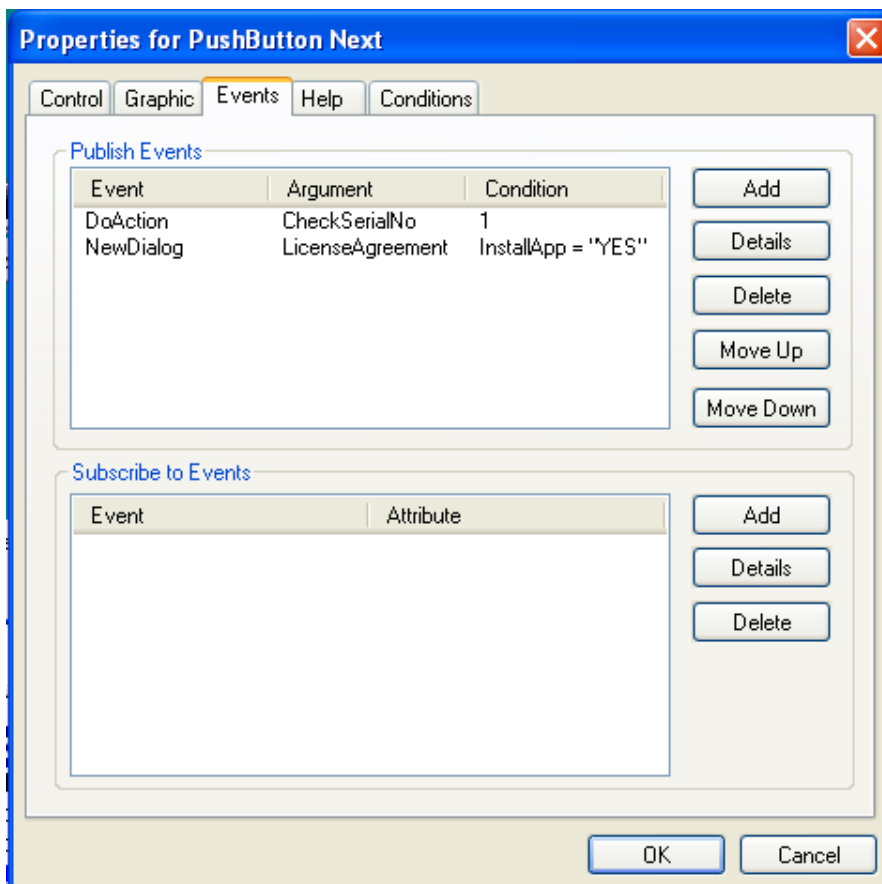 Properties for PushButton Next
Control Graphic Events Help Conditions
Publish Events
Event Argument Condition Add
DoAction CheckSerialNo 1
NewDialog LicenseAgreement InstallApp = "YES" Details
Delete
Move Up
Move Down
Subscribe to Events
Event Attribute Add
Details
Delete
OK Cancel